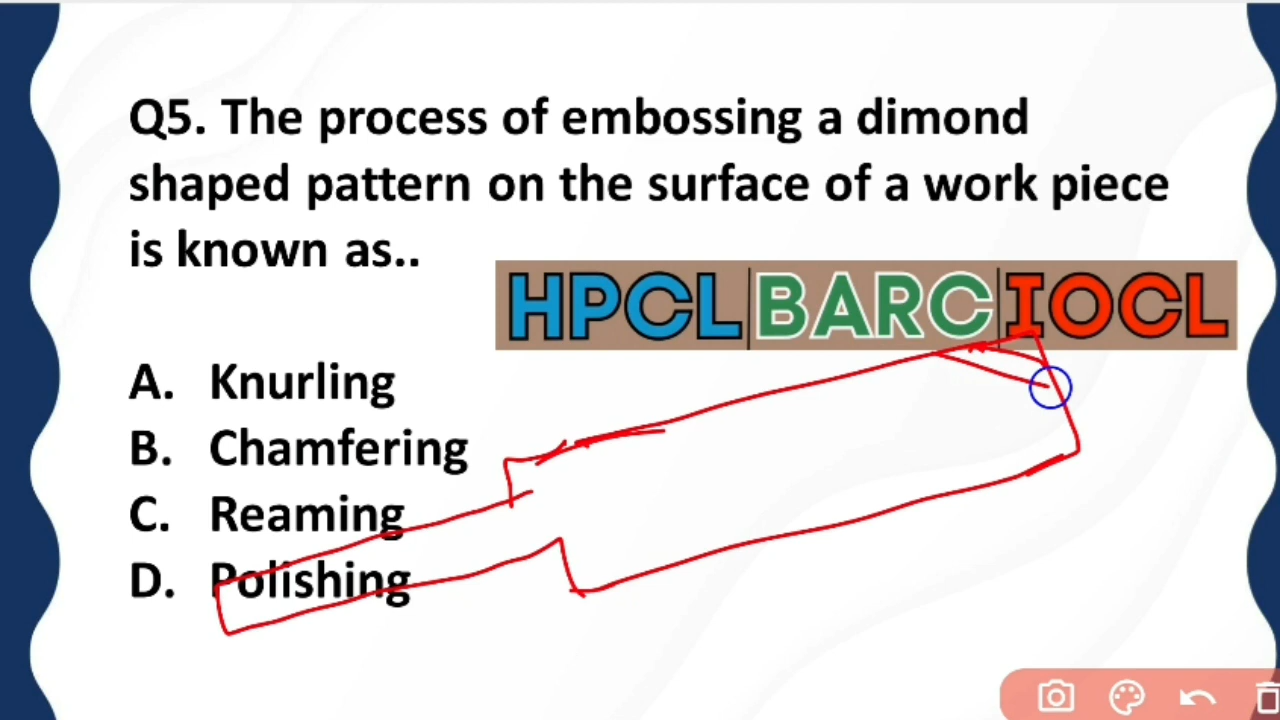 Q5. The process of embossing a dimond
shaped pattern on the surface of a work piece
is known as..
HPCL BARC IOCL
A. Knurling
B. Chamfering
C. Reaming
D. Polishing